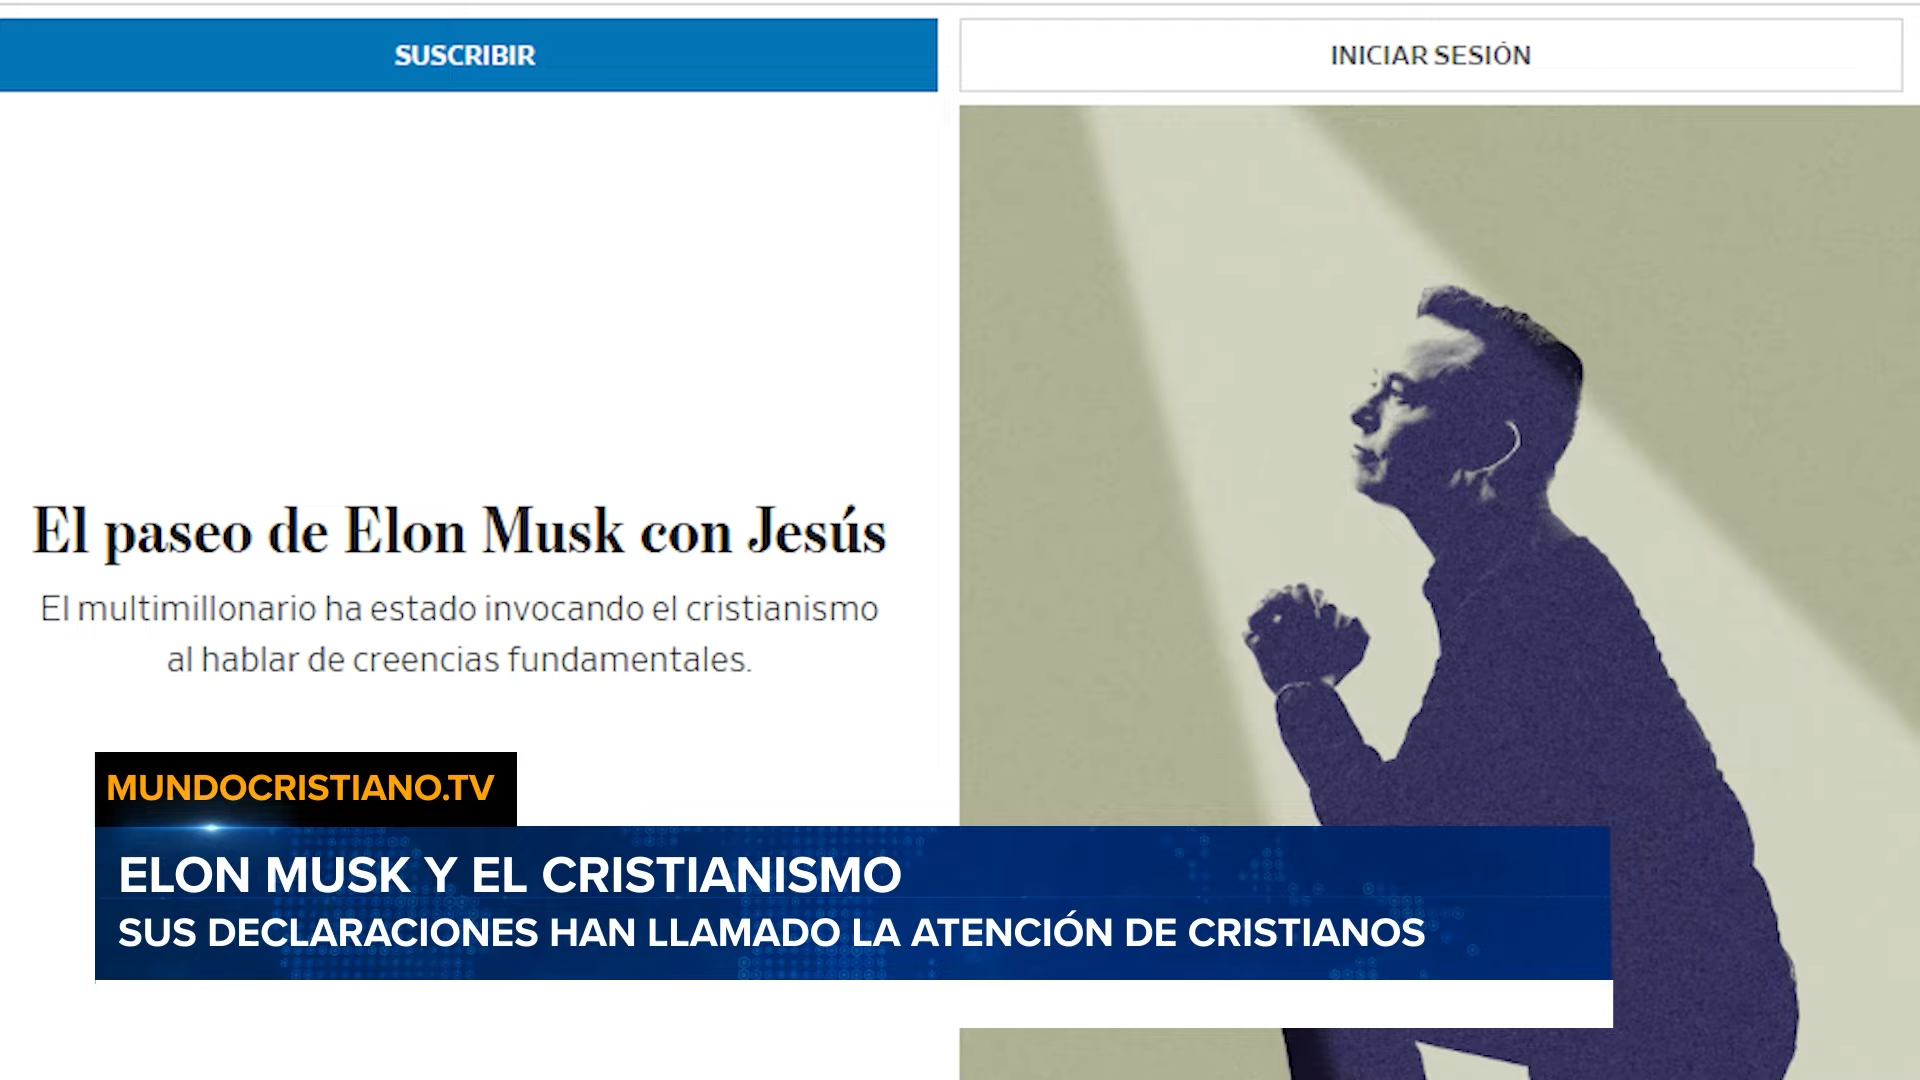 SUSCRIBIR
INICIAR SESIÓN
El paseo de Elon Musk con Jesús
El multimillonario ha estado invocando el cristianismo
al hablar de creencias fundamentales.
MUNDOCRISTIANO.TV
ELON MUSK Y EL CRISTIANISMO
SUS DECLARACIONES HAN LLAMADO LA ATENCIÓN DE CRISTIANOS